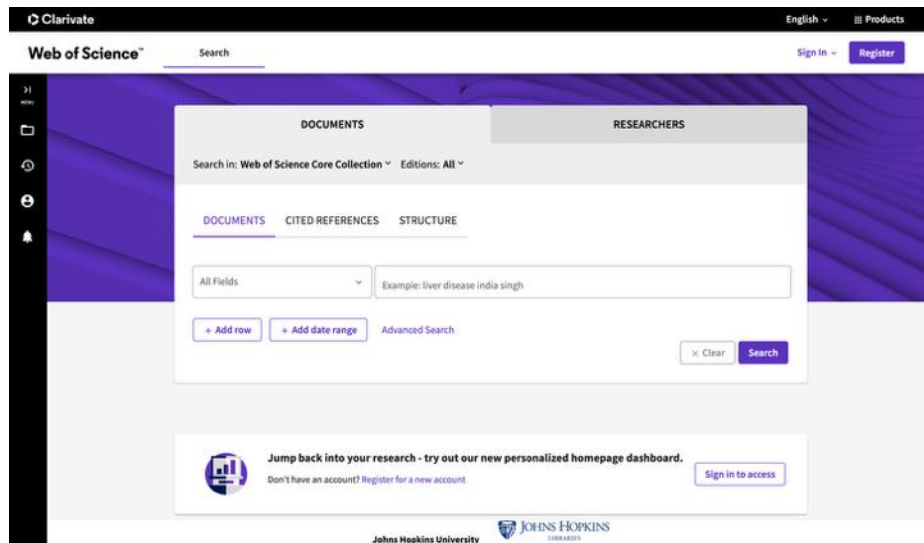 Clarivate
English
Products
Web of Science™
Search
Sign In
Register
MENU
DOCUMENTS
RESEARCHERS
Search in: Web of Science Core Collection Editions: All
DOCUMENTS
CITED REFERENCES
STRUCTURE
All Fields
Example: liver disease india singh
+ Add row
+ Add date range
Advanced Search
× Clear
Search
Jump back into your research - try out our new personalized homepage dashboard.
Don't have an account? Register for a new account
Sign in to access
Johns Hopkins University
JOHNS HOPKINS
LIBRARIES